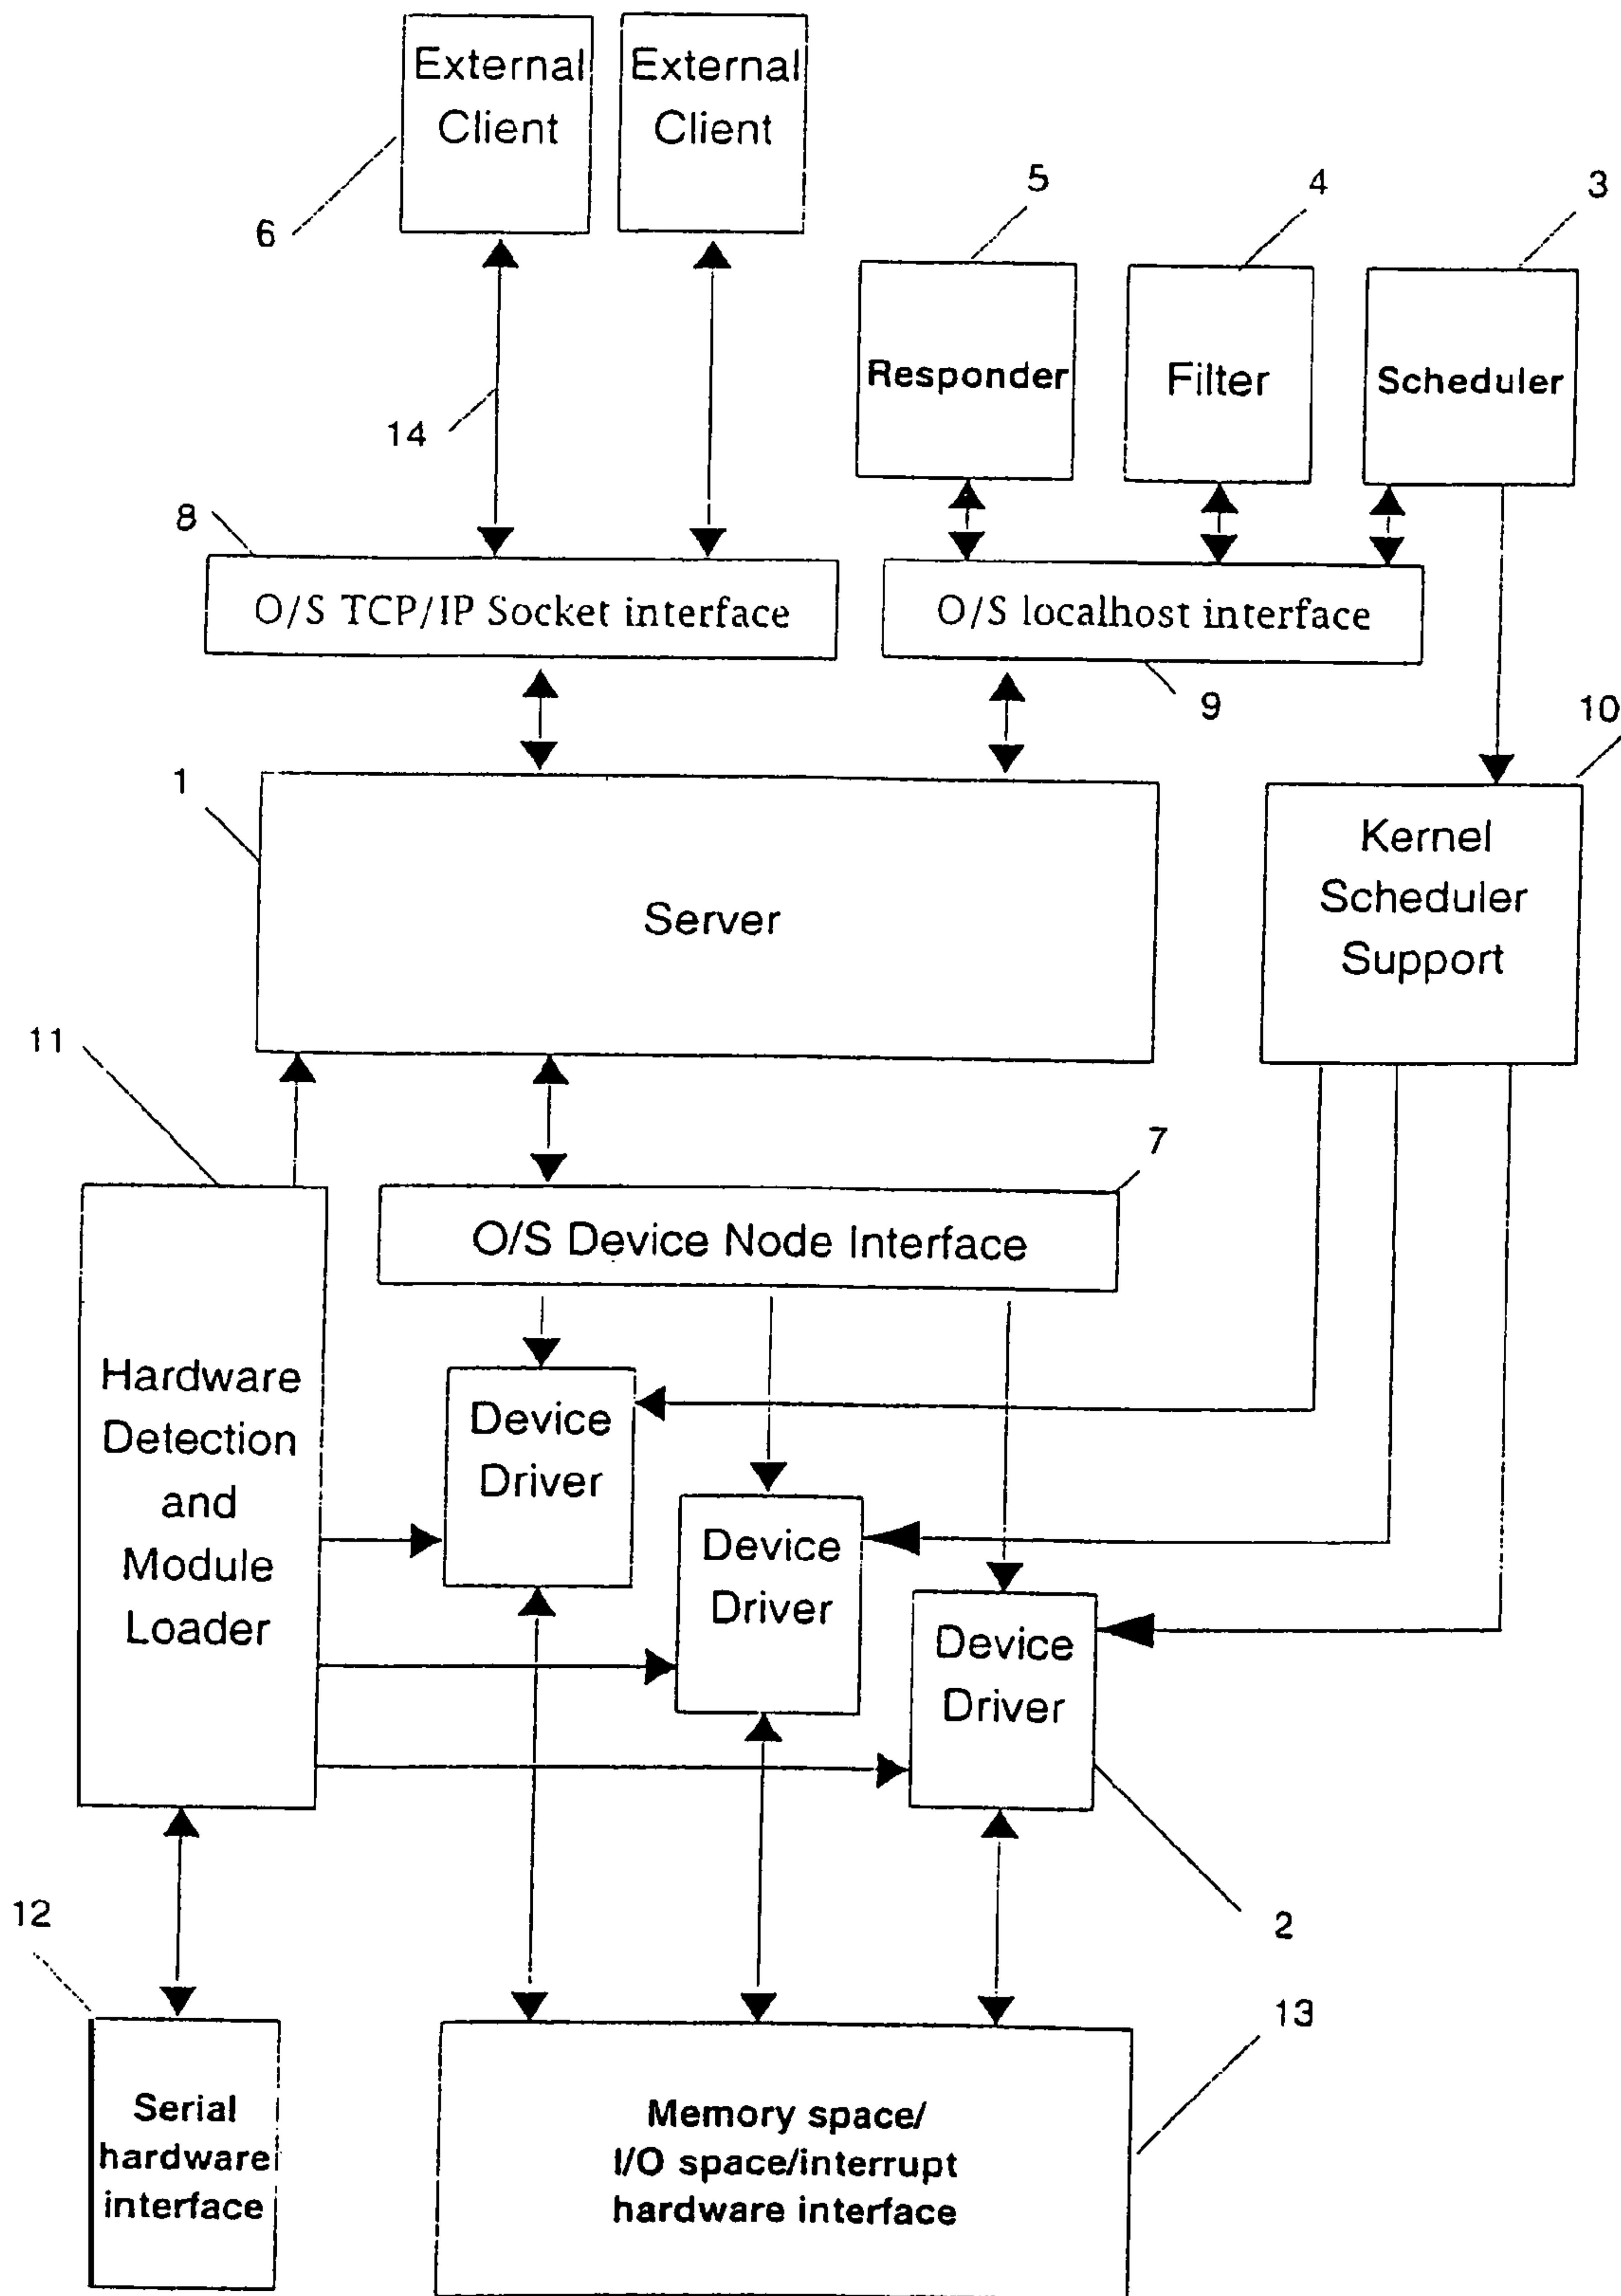 External
Client
External
Client
6
5
4
3
Responder
Filter
Scheduler
14
8
O/S TCP/IP Socket interface
O/S localhost interface
9
10
1
Server
Kernel
Scheduler
Support
11
7
O/S Device Node Interface
Hardware
Detection
and
Module
Loader
Device
Driver
Device
Driver
Device
Driver
2
12
13
Serial
hardware
interface
Memory space/
I/O space/interrupt
hardware interface